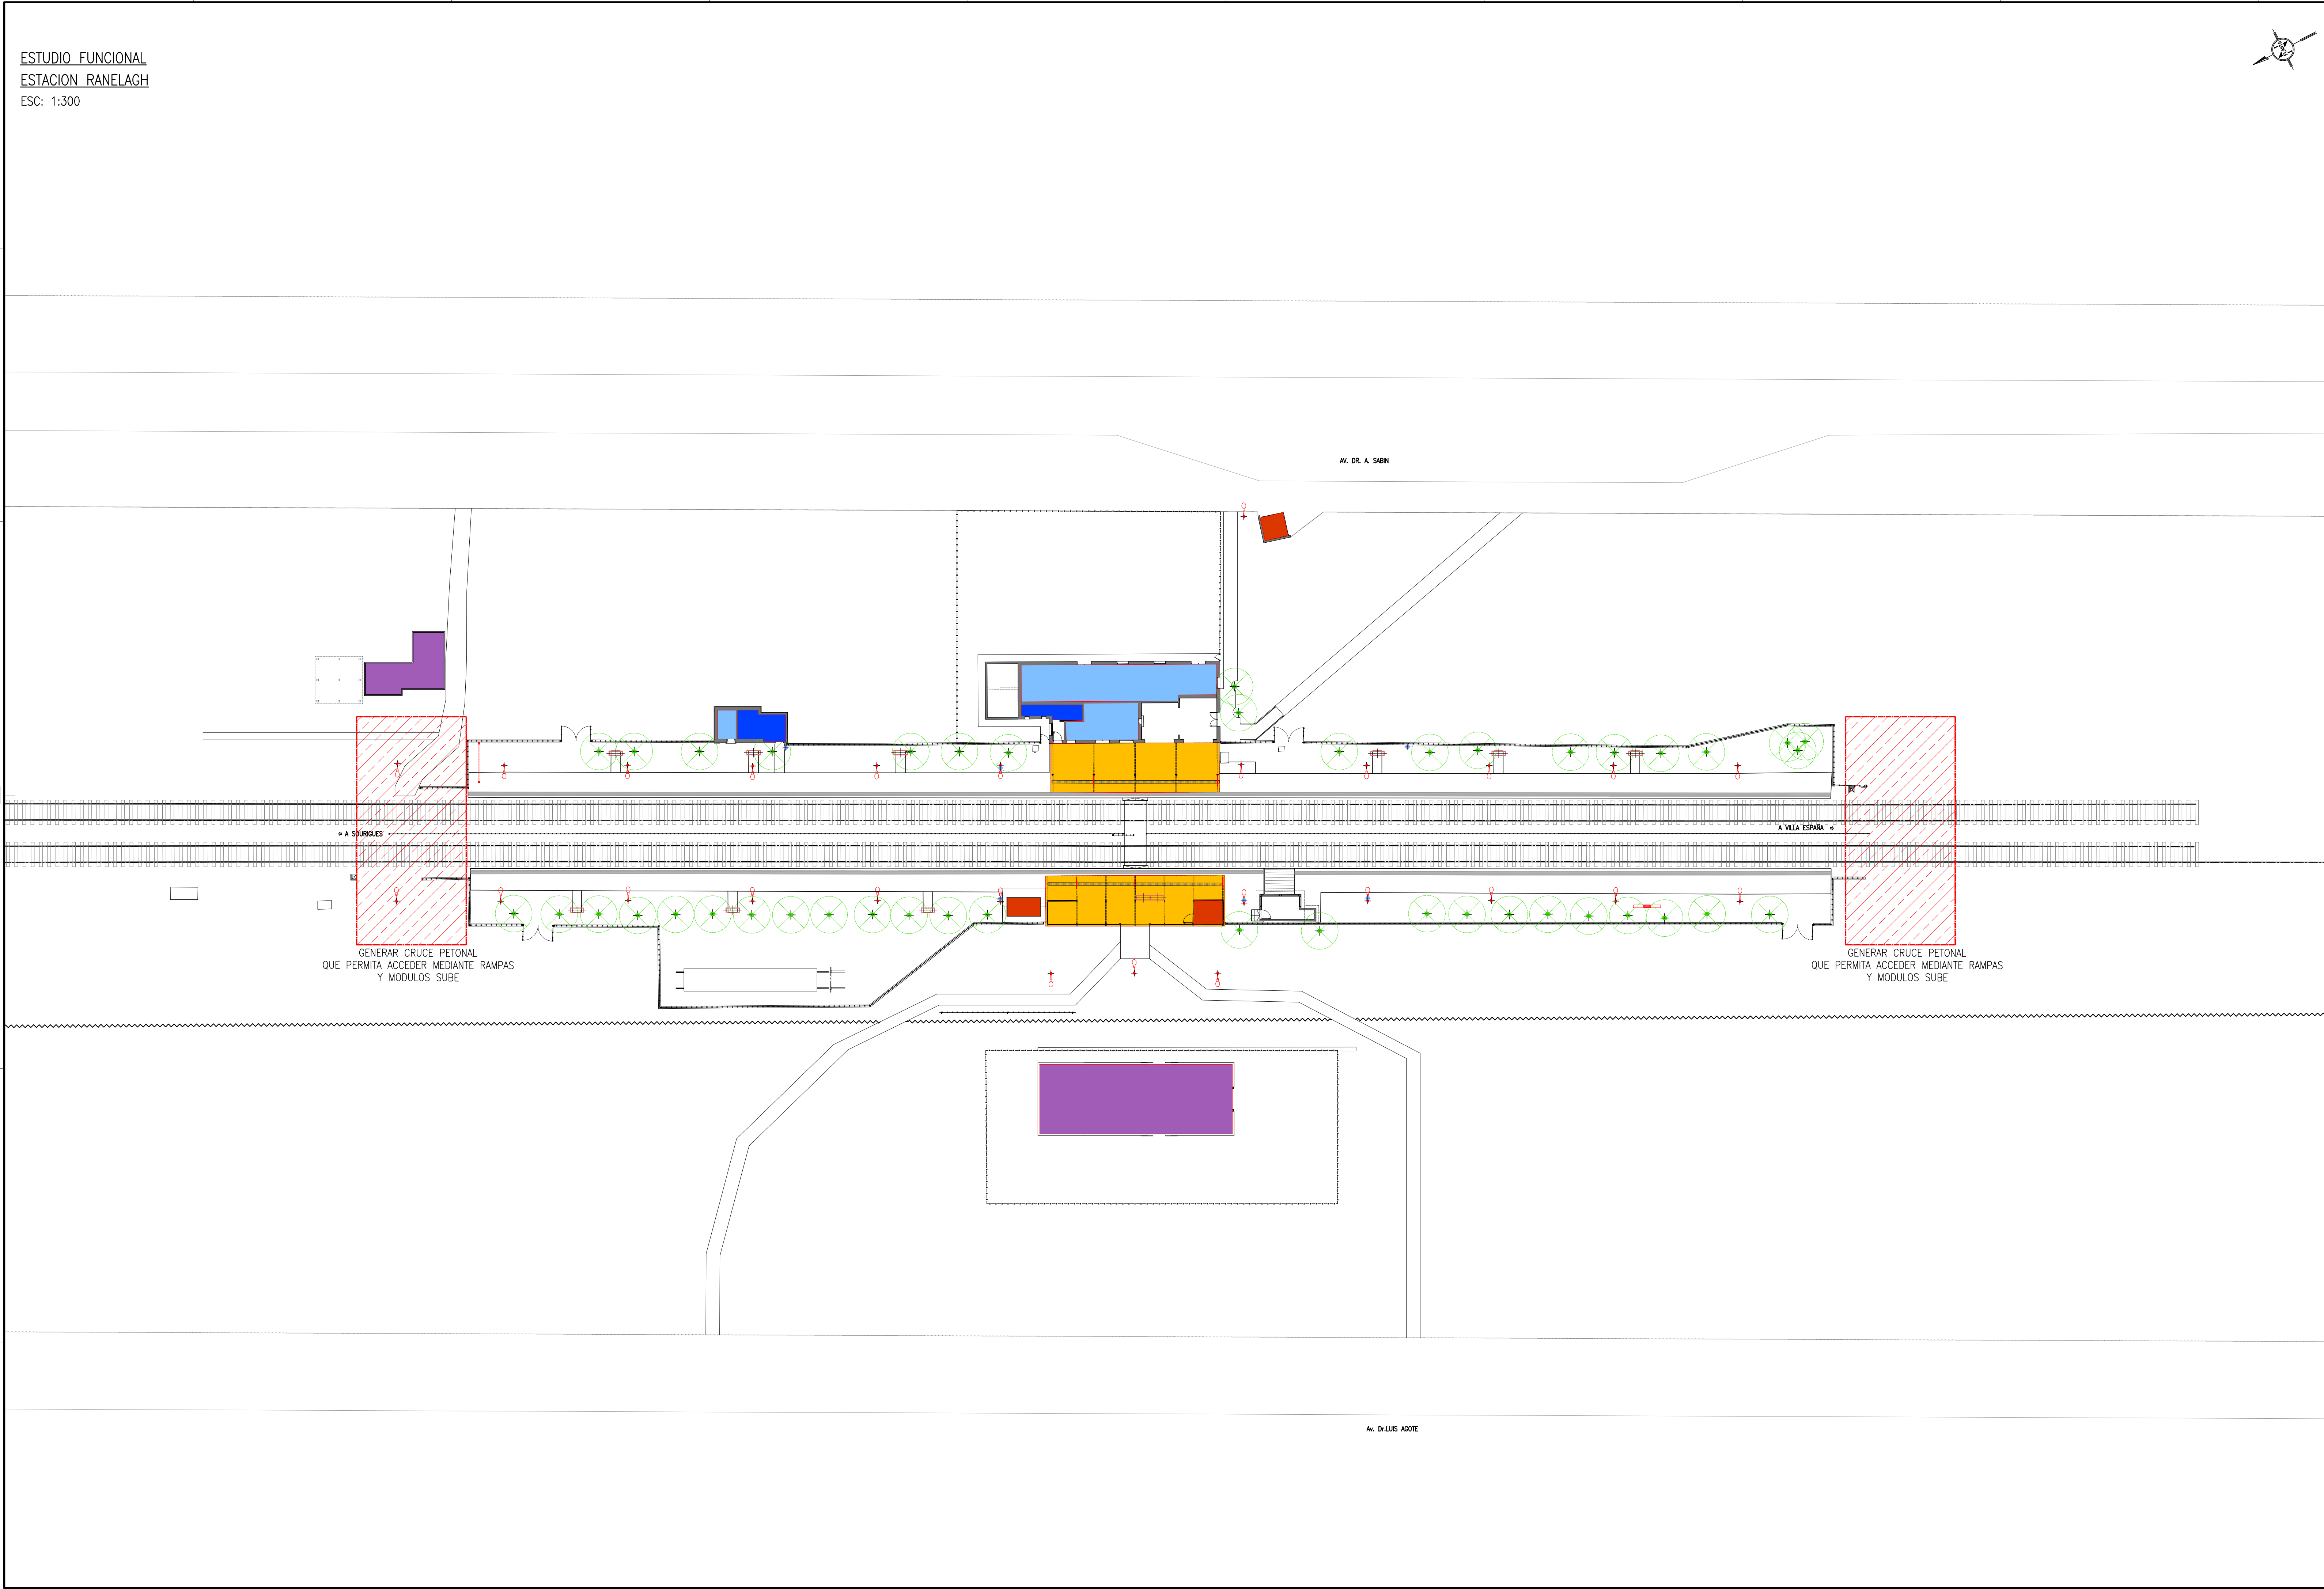 ESTUDIO FUNCIONAL
ESTACION RANELAGH
ESC: 1:300
AV. DR. A. SABIN
A SOURIGUES
A VILLA ESPAÑA
GENERAR CRUCE PETONAL
QUE PERMITA ACCEDER MEDIANTE RAMPAS
Y MODULOS SUBE
GENERAR CRUCE PETONAL
QUE PERMITA ACCEDER MEDIANTE RAMPAS
Y MODULOS SUBE
Av. Dr.LUIS AGOTE